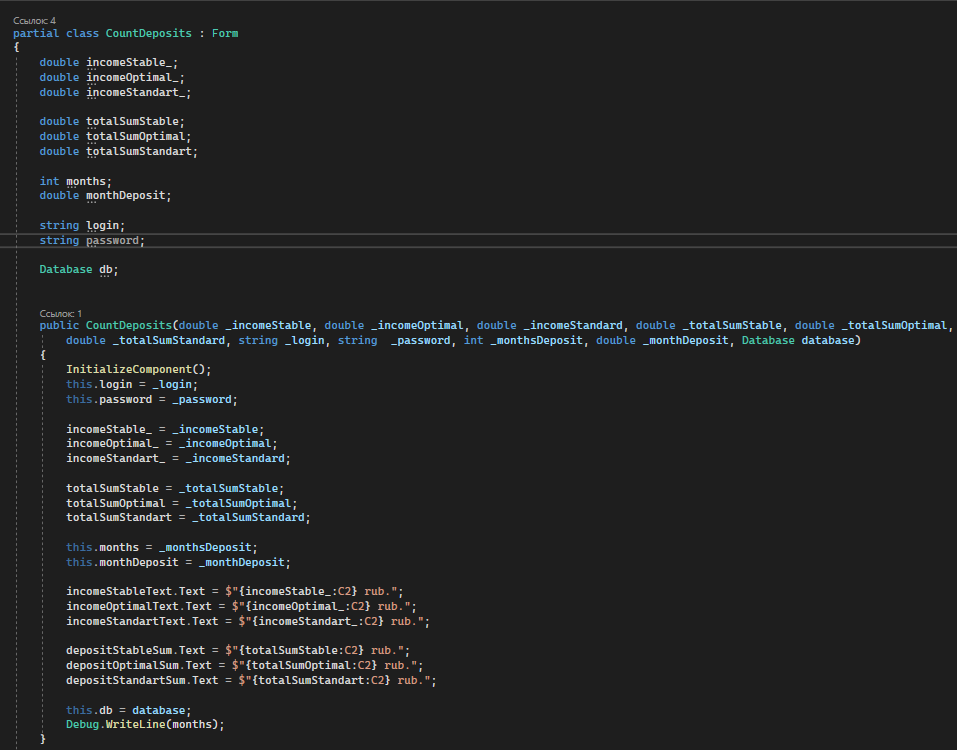 Ссылок: 4
partial class CountDeposits : Form
{
double incomeStable_;
double incomeOptimal_;
double incomeStandart_;
double totalSumStable;
double totalSumOptimal;
double totalSumStandart;
int months;
double monthDeposit;
string login;
string password;
Database db;
Ссылок: 1
public CountDeposits(double _incomeStable, double _incomeOptimal, double _incomeStandard, double _totalSumStable, double _totalSumOptimal,
double _totalSumStandard, string _login, string  _password, int _monthsDeposit, double _monthDeposit, Database database)
{
InitializeComponent();
this.login = _login;
this.password = _password;
incomeStable_ = _incomeStable;
incomeOptimal_ = _incomeOptimal;
incomeStandart_ = _incomeStandard;
totalSumStable = _totalSumStable;
totalSumOptimal = _totalSumOptimal;
totalSumStandart = _totalSumStandard;
this.months = _monthsDeposit;
this.monthDeposit = _monthDeposit;
incomeStableText.Text = $"{incomeStable_:C2} rub.";
incomeOptimalText.Text = $"{incomeOptimal_:C2} rub.";
incomeStandartText.Text = $"{incomeStandart_:C2} rub.";
depositStableSum.Text = $"{totalSumStable:C2} rub.";
depositOptimalSum.Text = $"{totalSumOptimal:C2} rub.";
depositStandartSum.Text = $"{totalSumStandart:C2} rub.";
this.db = database;
Debug.WriteLine(months);
}